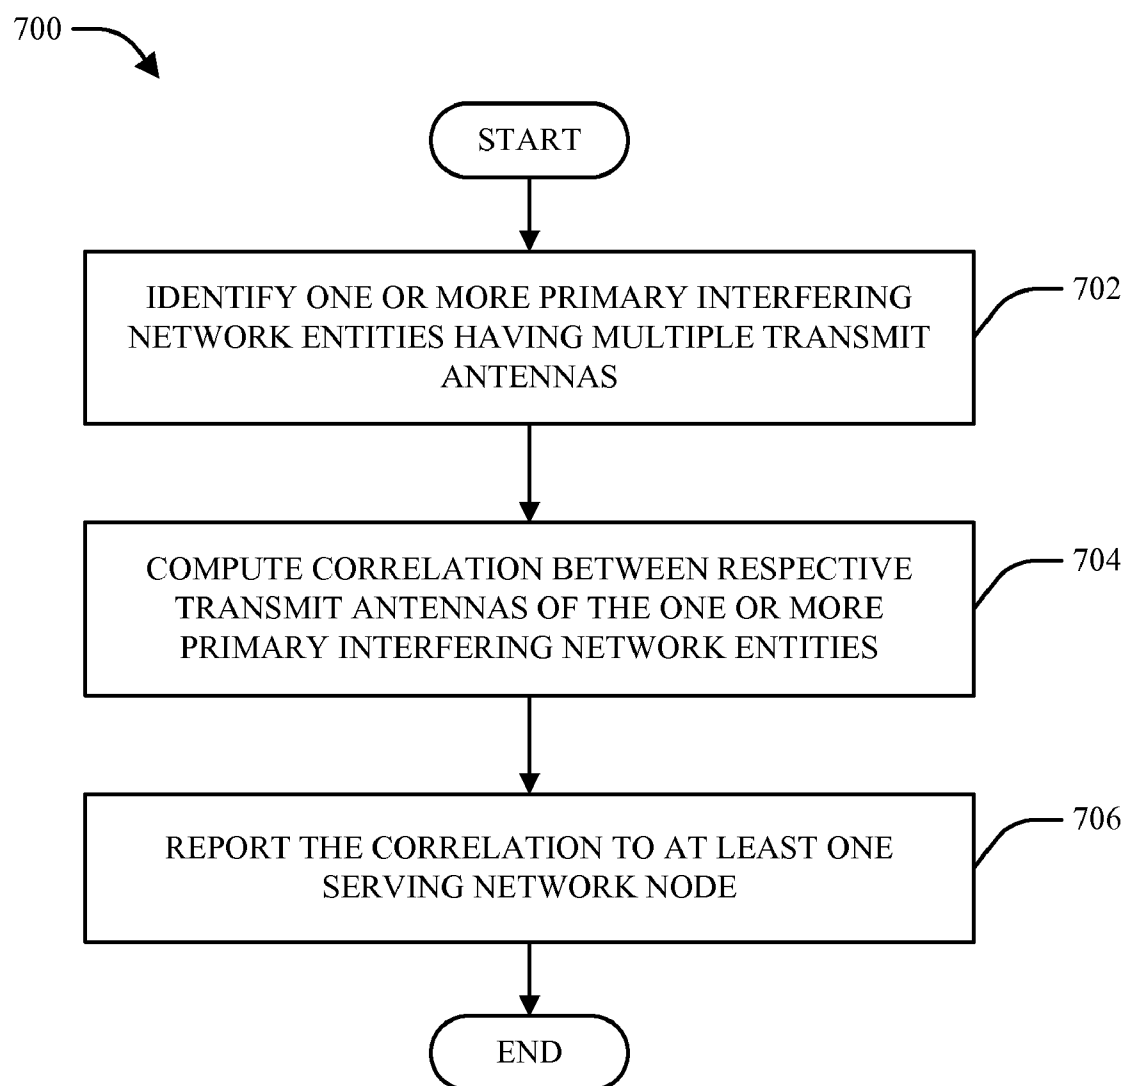 700
START
IDENTIFY ONE OR MORE PRIMARY INTERFERING
NETWORK ENTITIES HAVING MULTIPLE TRANSMIT
ANTENNAS
702
COMPUTE CORRELATION BETWEEN RESPECTIVE
TRANSMIT ANTENNAS OF THE ONE OR MORE
PRIMARY INTERFERING NETWORK ENTITIES
704
REPORT THE CORRELATION TO AT LEAST ONE
SERVING NETWORK NODE
706
END